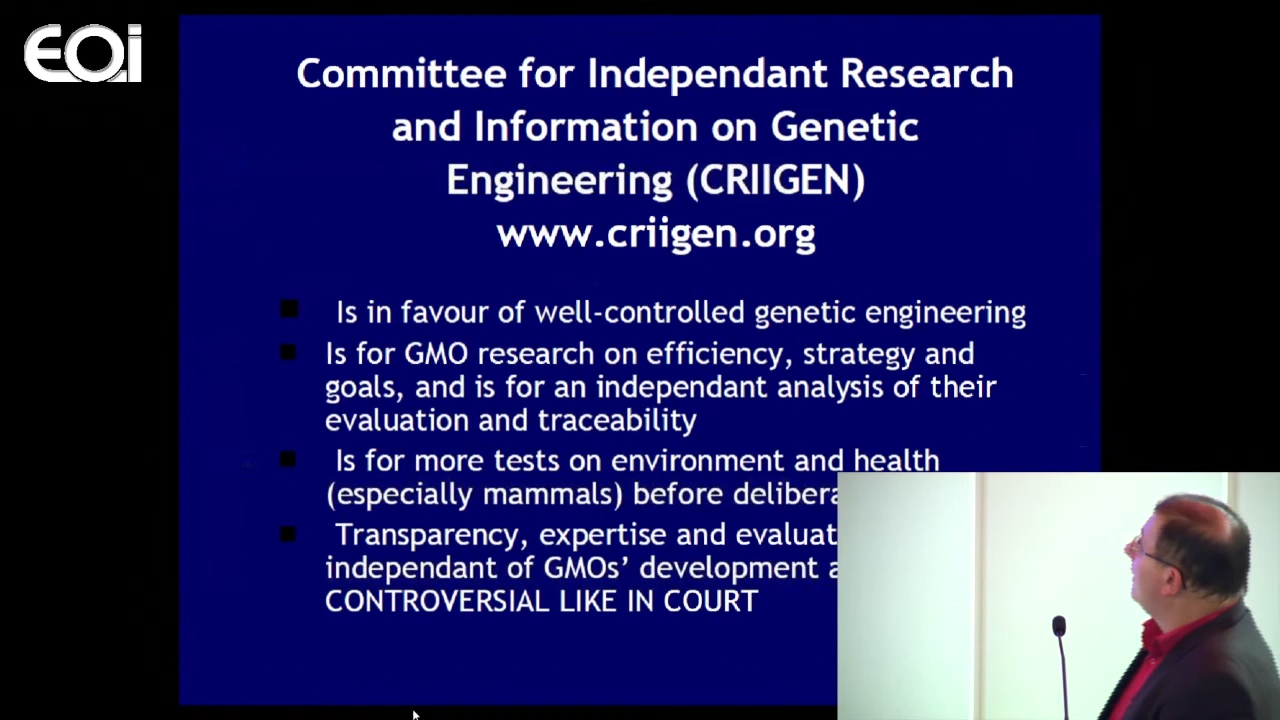 EOi
Committee for Independant Research
and Information on Genetic
Engineering (CRIIGEN)
www.criigen.org
Is in favour of well-controlled genetic engineering
Is for GMO research on efficiency, strategy and
goals, and is for an independant analysis of their
evaluation and traceability
Is for more tests on environment and health
(especially mammals) before
Transparency, expertise and
independant of GMOs’ development
CONTROVERSIAL LIKE IN COURT